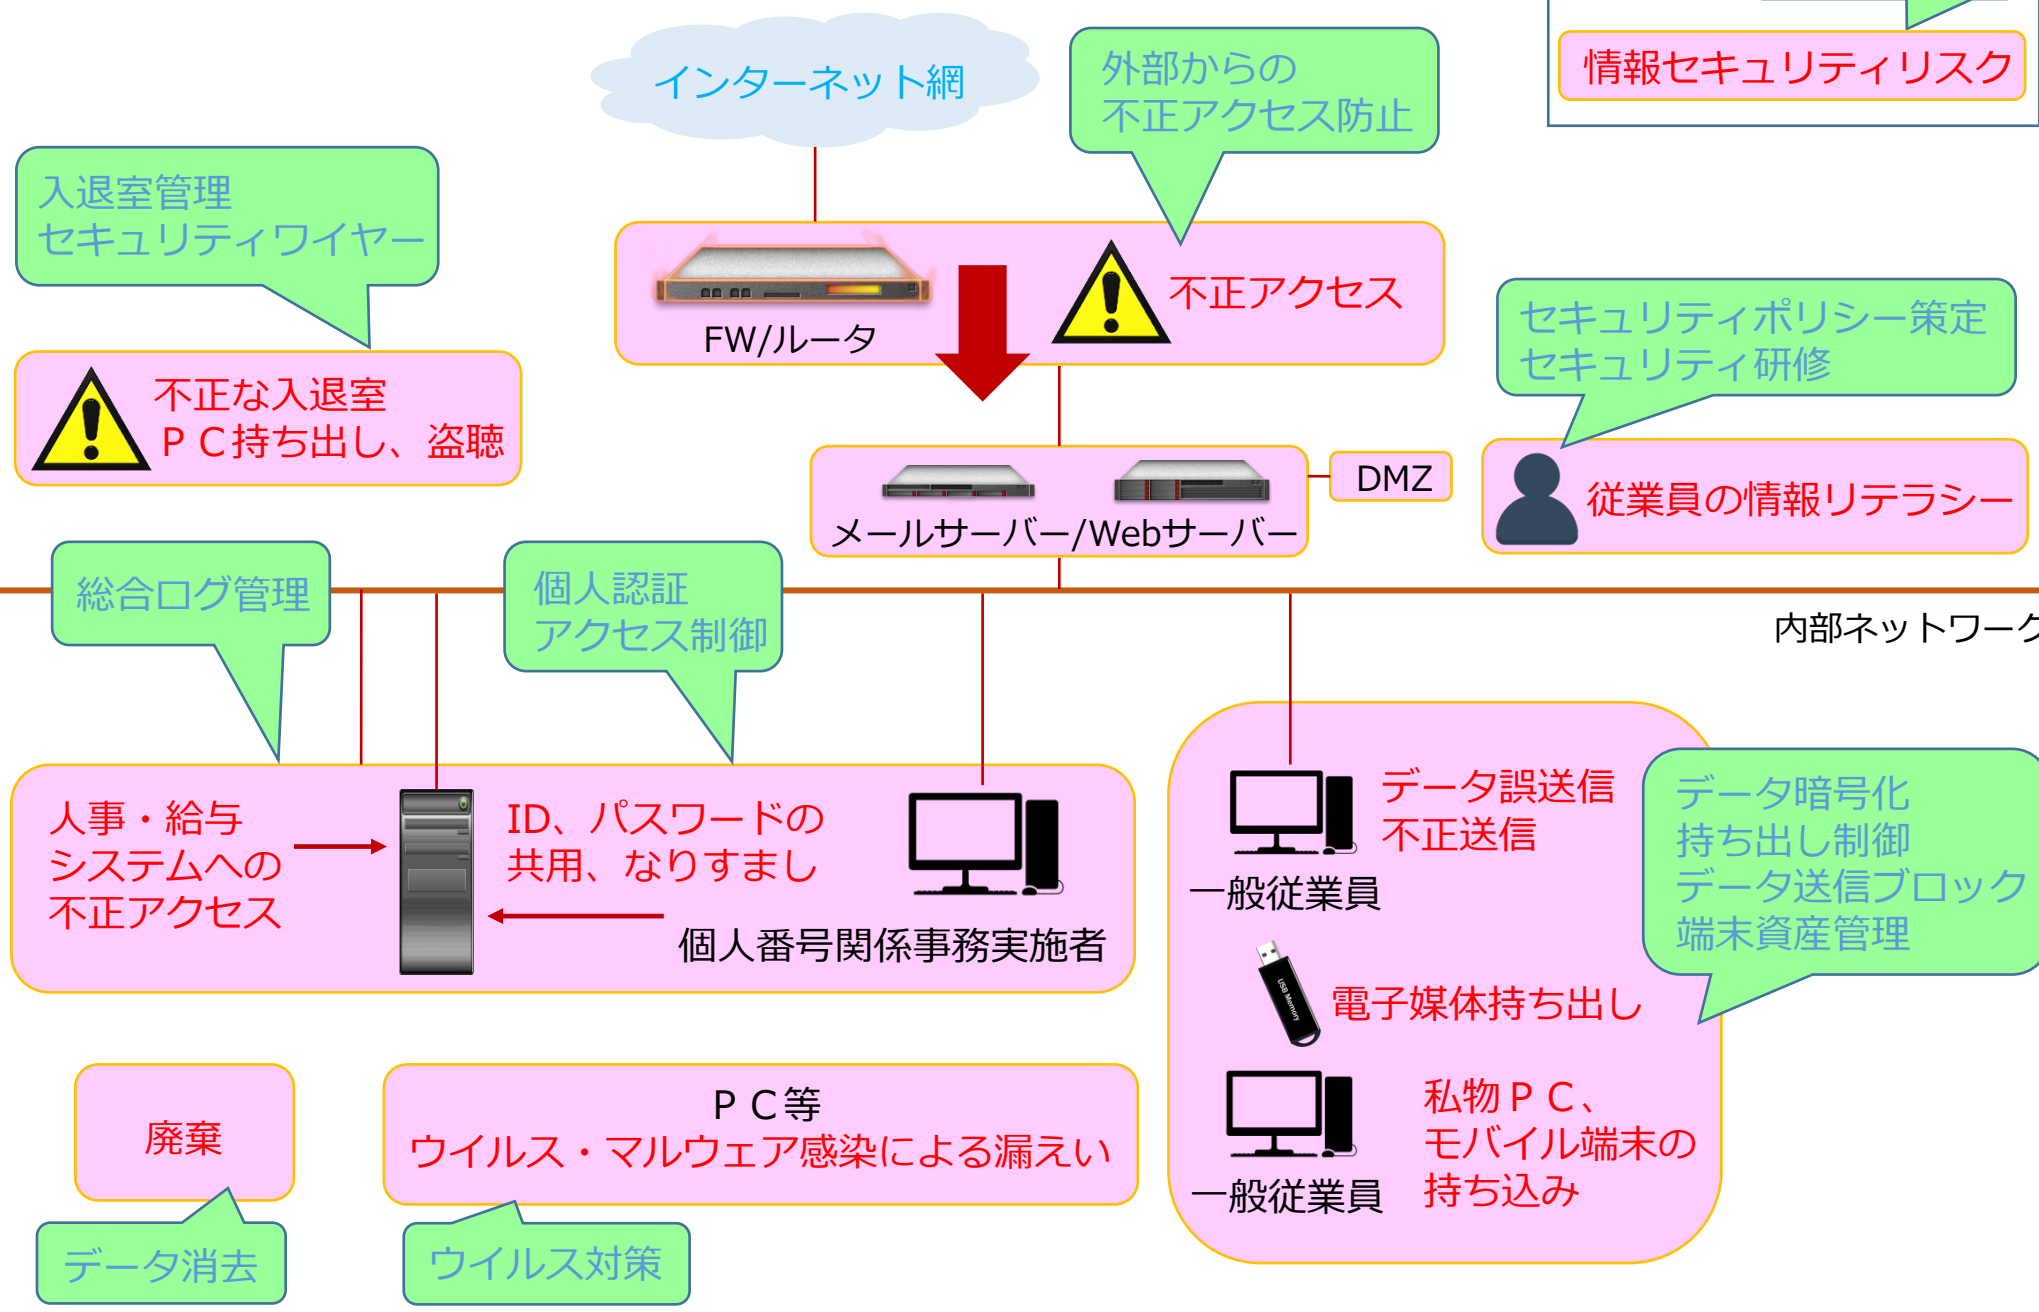 インターネット網
外部からの
不正アクセス防止
情報セキュリティリスク
入退室管理
セキュリティワイヤー
FW/ルータ
不正アクセス
セキュリティポリシー策定
セキュリティ研修
不正な入退室
ＰＣ持ち出し、盗聴
メールサーバー/Webサーバー
DMZ
従業員の情報リテラシー
総合ログ管理
個人認証
アクセス制御
内部ネットワーク
人事・給与
システムへの
不正アクセス
ID、パスワードの
共用、なりすまし
個人番号関係事務実施者
データ誤送信
不正送信
一般従業員
データ暗号化
持ち出し制御
データ送信ブロック
端末資産管理
USB Memory
電子媒体持ち出し
私物ＰＣ、
モバイル端末の
持ち込み
一般従業員
廃棄
データ消去
ＰＣ等
ウイルス・マルウェア感染による漏えい
ウイルス対策